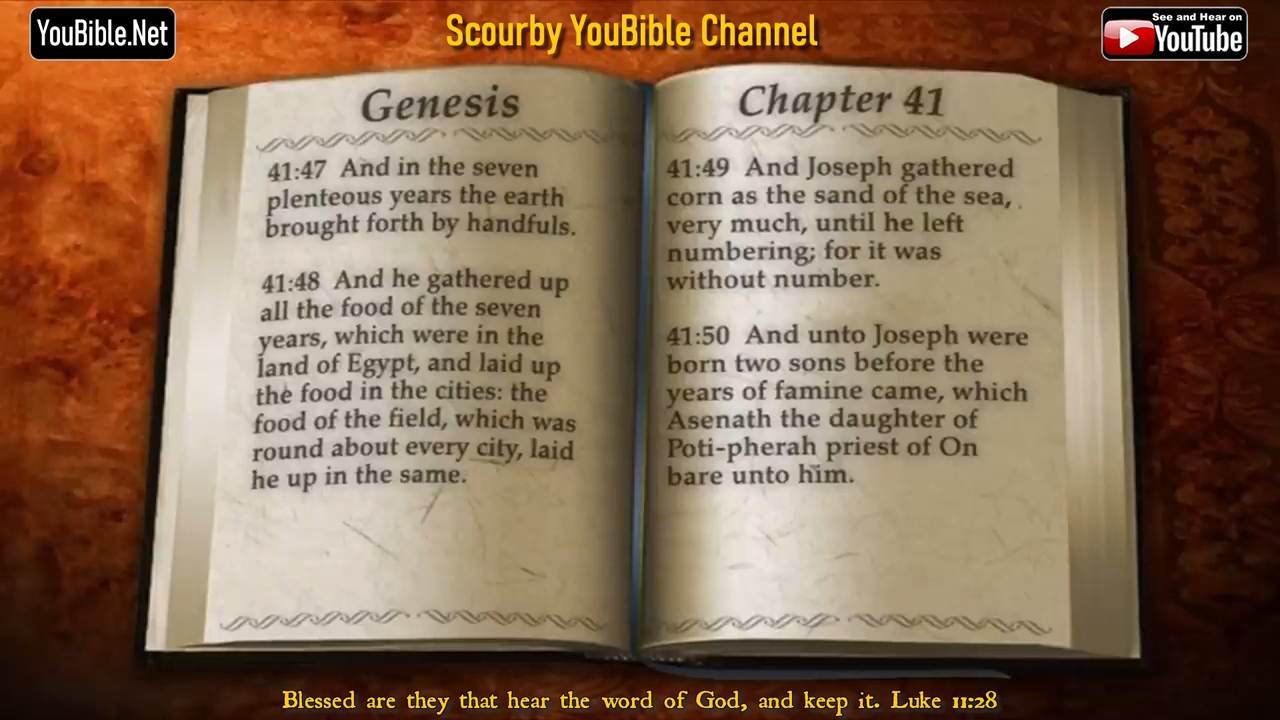 YouBible.Net
Scourby YouBible Channel
See and Hear on
YouTube
Genesis
41:47 And in the seven
plenteous years the earth
brought forth by handfuls.
41:48 And he gathered up
all the food of the seven
years, which were in the
land of Egypt, and laid up
the food in the cities: the
food of the field, which was
round about every city, laid
he up in the same.
Chapter 41
41:49 And Joseph gathered
corn as the sand of the sea,
very much, until he left
numbering; for it was
without number.
41:50 And unto Joseph were
born two sons before the
years of famine came, which
Asenath the daughter of
Poti-pherah priest of On
bare unto him.
Blessed are they that hear the word of God, and keep it. Luke 11:28